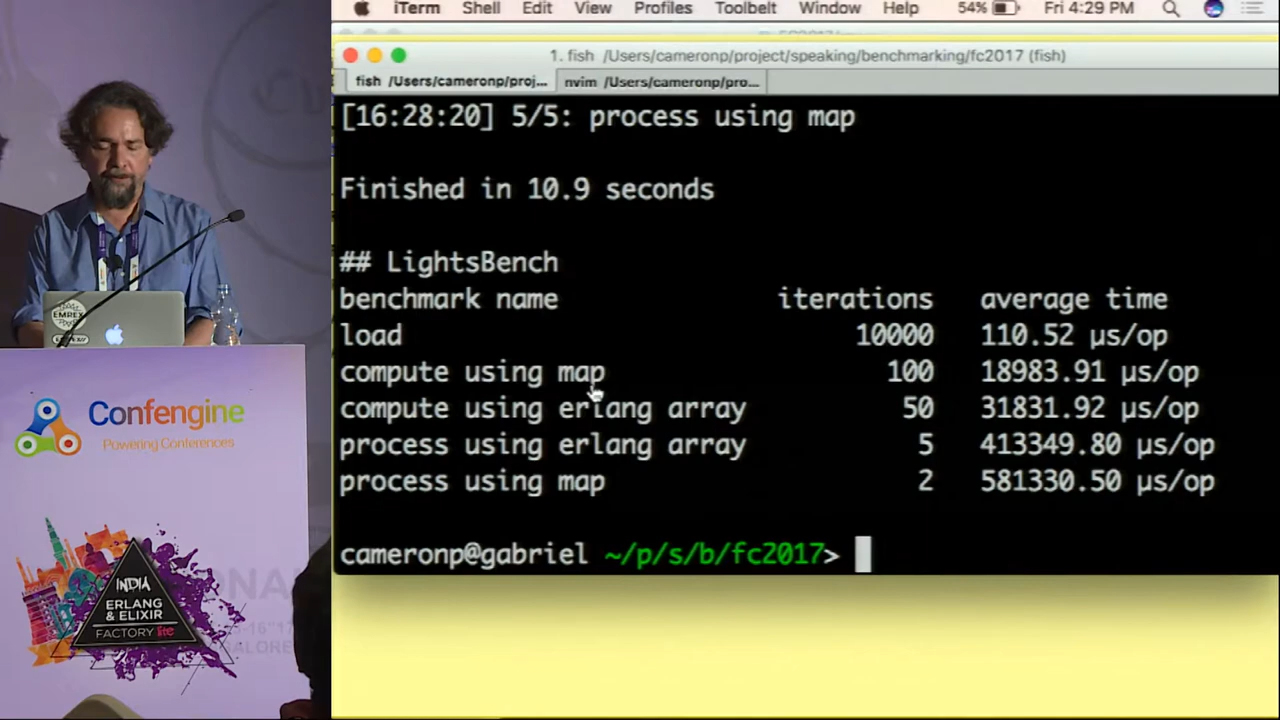 iTerm Shell Edit View Profiles Toolbelt Window Help 54% Fri 4:29 PM
1. fish /Users/cameronp/project/speaking/benchmarking/fc2017 (fish)
fish /Users/cameronp/proj... nvim /Users/cameronp/pro...
[16:28:20] 5/5: process using map
Finished in 10.9 seconds
## LightsBench
benchmark name iterations average time
load 10000 110.52 µs/op
compute using map 100 18983.91 µs/op
compute using erlang array 50 31831.92 µs/op
process using erlang array 5 413349.80 µs/op
process using map 2 581330.50 µs/op
cameronp@gabriel ~/p/s/b/fc2017>
EMPEX
Confengine
Powering Conferences
INDIA
ERLANG
& ELIXIR
FACTORY lite